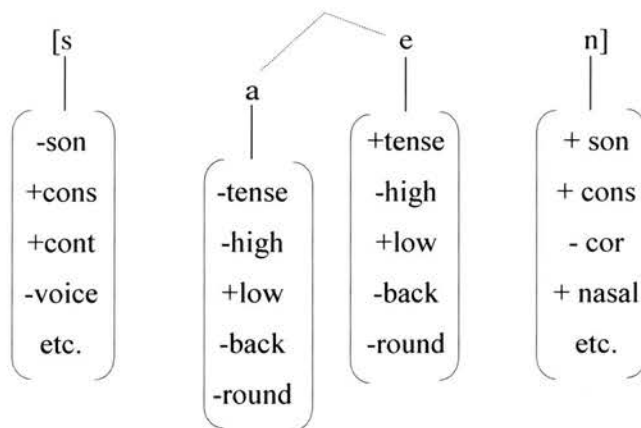 [s
e
n]
a
-son
+cons
+cont
-voice
etc.
-tense
-high
+low
-back
-round
+tense
-high
+low
-back
-round
+ son
+ cons
- cor
+ nasal
etc.